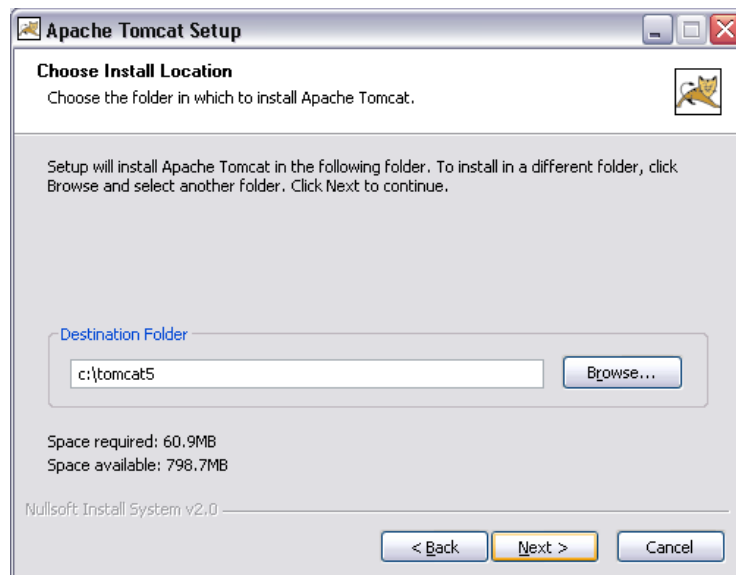 Apache Tomcat Setup
Choose Install Location
Choose the folder in which to install Apache Tomcat.
Setup will install Apache Tomcat in the following folder. To install in a different folder, click
Browse and select another folder. Click Next to continue.
Destination Folder
c:\tomcat5
Browse...
Space required: 60.9MB
Space available: 798.7MB
Nullsoft Install System v2.0
< Back
Next >
Cancel